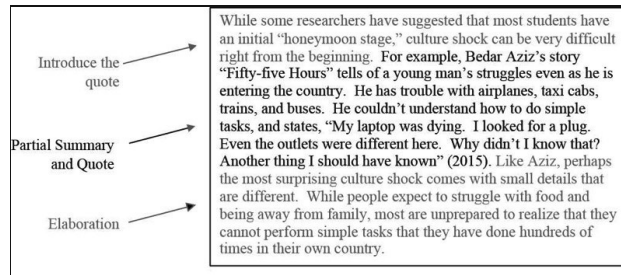 While some researchers have suggested that most students have
an initial “honeymoon stage,” culture shock can be very difficult
right from the beginning. For example, Bedar Aziz’s story
“Fifty-five Hours” tells of a young man’s struggles even as he is
entering the country. He has trouble with airplanes, taxi cabs,
trains, and buses. He couldn’t understand how to do simple
tasks, and states, “My laptop was dying. I looked for a plug.
Even the outlets were different here. Why didn’t I know that?
Another thing I should have known” (2015). Like Aziz, perhaps
the most surprising culture shock comes with small details that
are different. While people expect to struggle with food and
being away from family, most are unprepared to realize that they
cannot perform simple tasks that they have done hundreds of
times in their own country.
Introduce the
quote
Partial Summary
and Quote
Elaboration